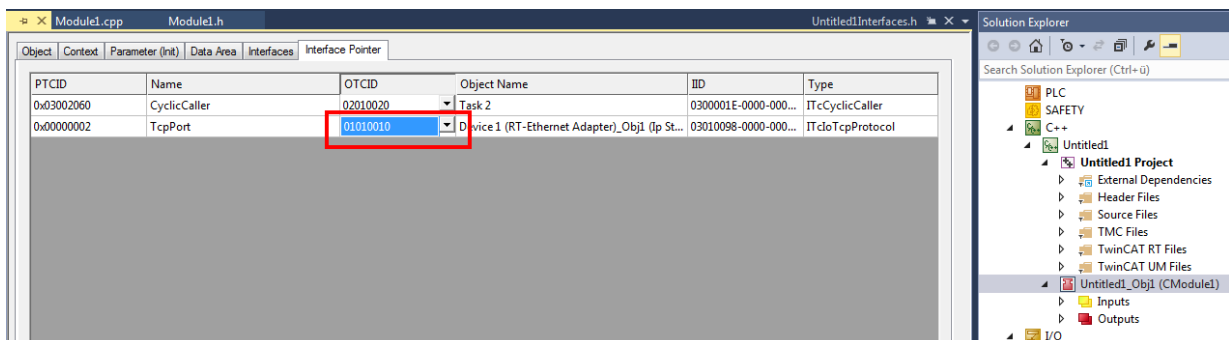 Module1.cpp Module1.h Untitled1Interfaces.h
Object Context Parameter (Init) Data Area Interfaces Interface Pointer
PTCID Name OTCID Object Name IID Type
0x03002060 CyclicCaller 02010020 Task 2 0300001E-0000-000... ITcCyclicCaller
0x00000002 TcpPort 01010010 Device 1 (RT-Ethernet Adapter)_Obj1 (Ip St... 03010098-0000-000... ITcIoTcpProtocol
Solution Explorer
Search Solution Explorer (Ctrl+ü)
PLC
SAFETY
C++
Untitled1
Untitled1 Project
External Dependencies
Header Files
Source Files
TMC Files
TwinCAT RT Files
TwinCAT UM Files
Untitled1_Obj1 (CModule1)
Inputs
Outputs
I/O